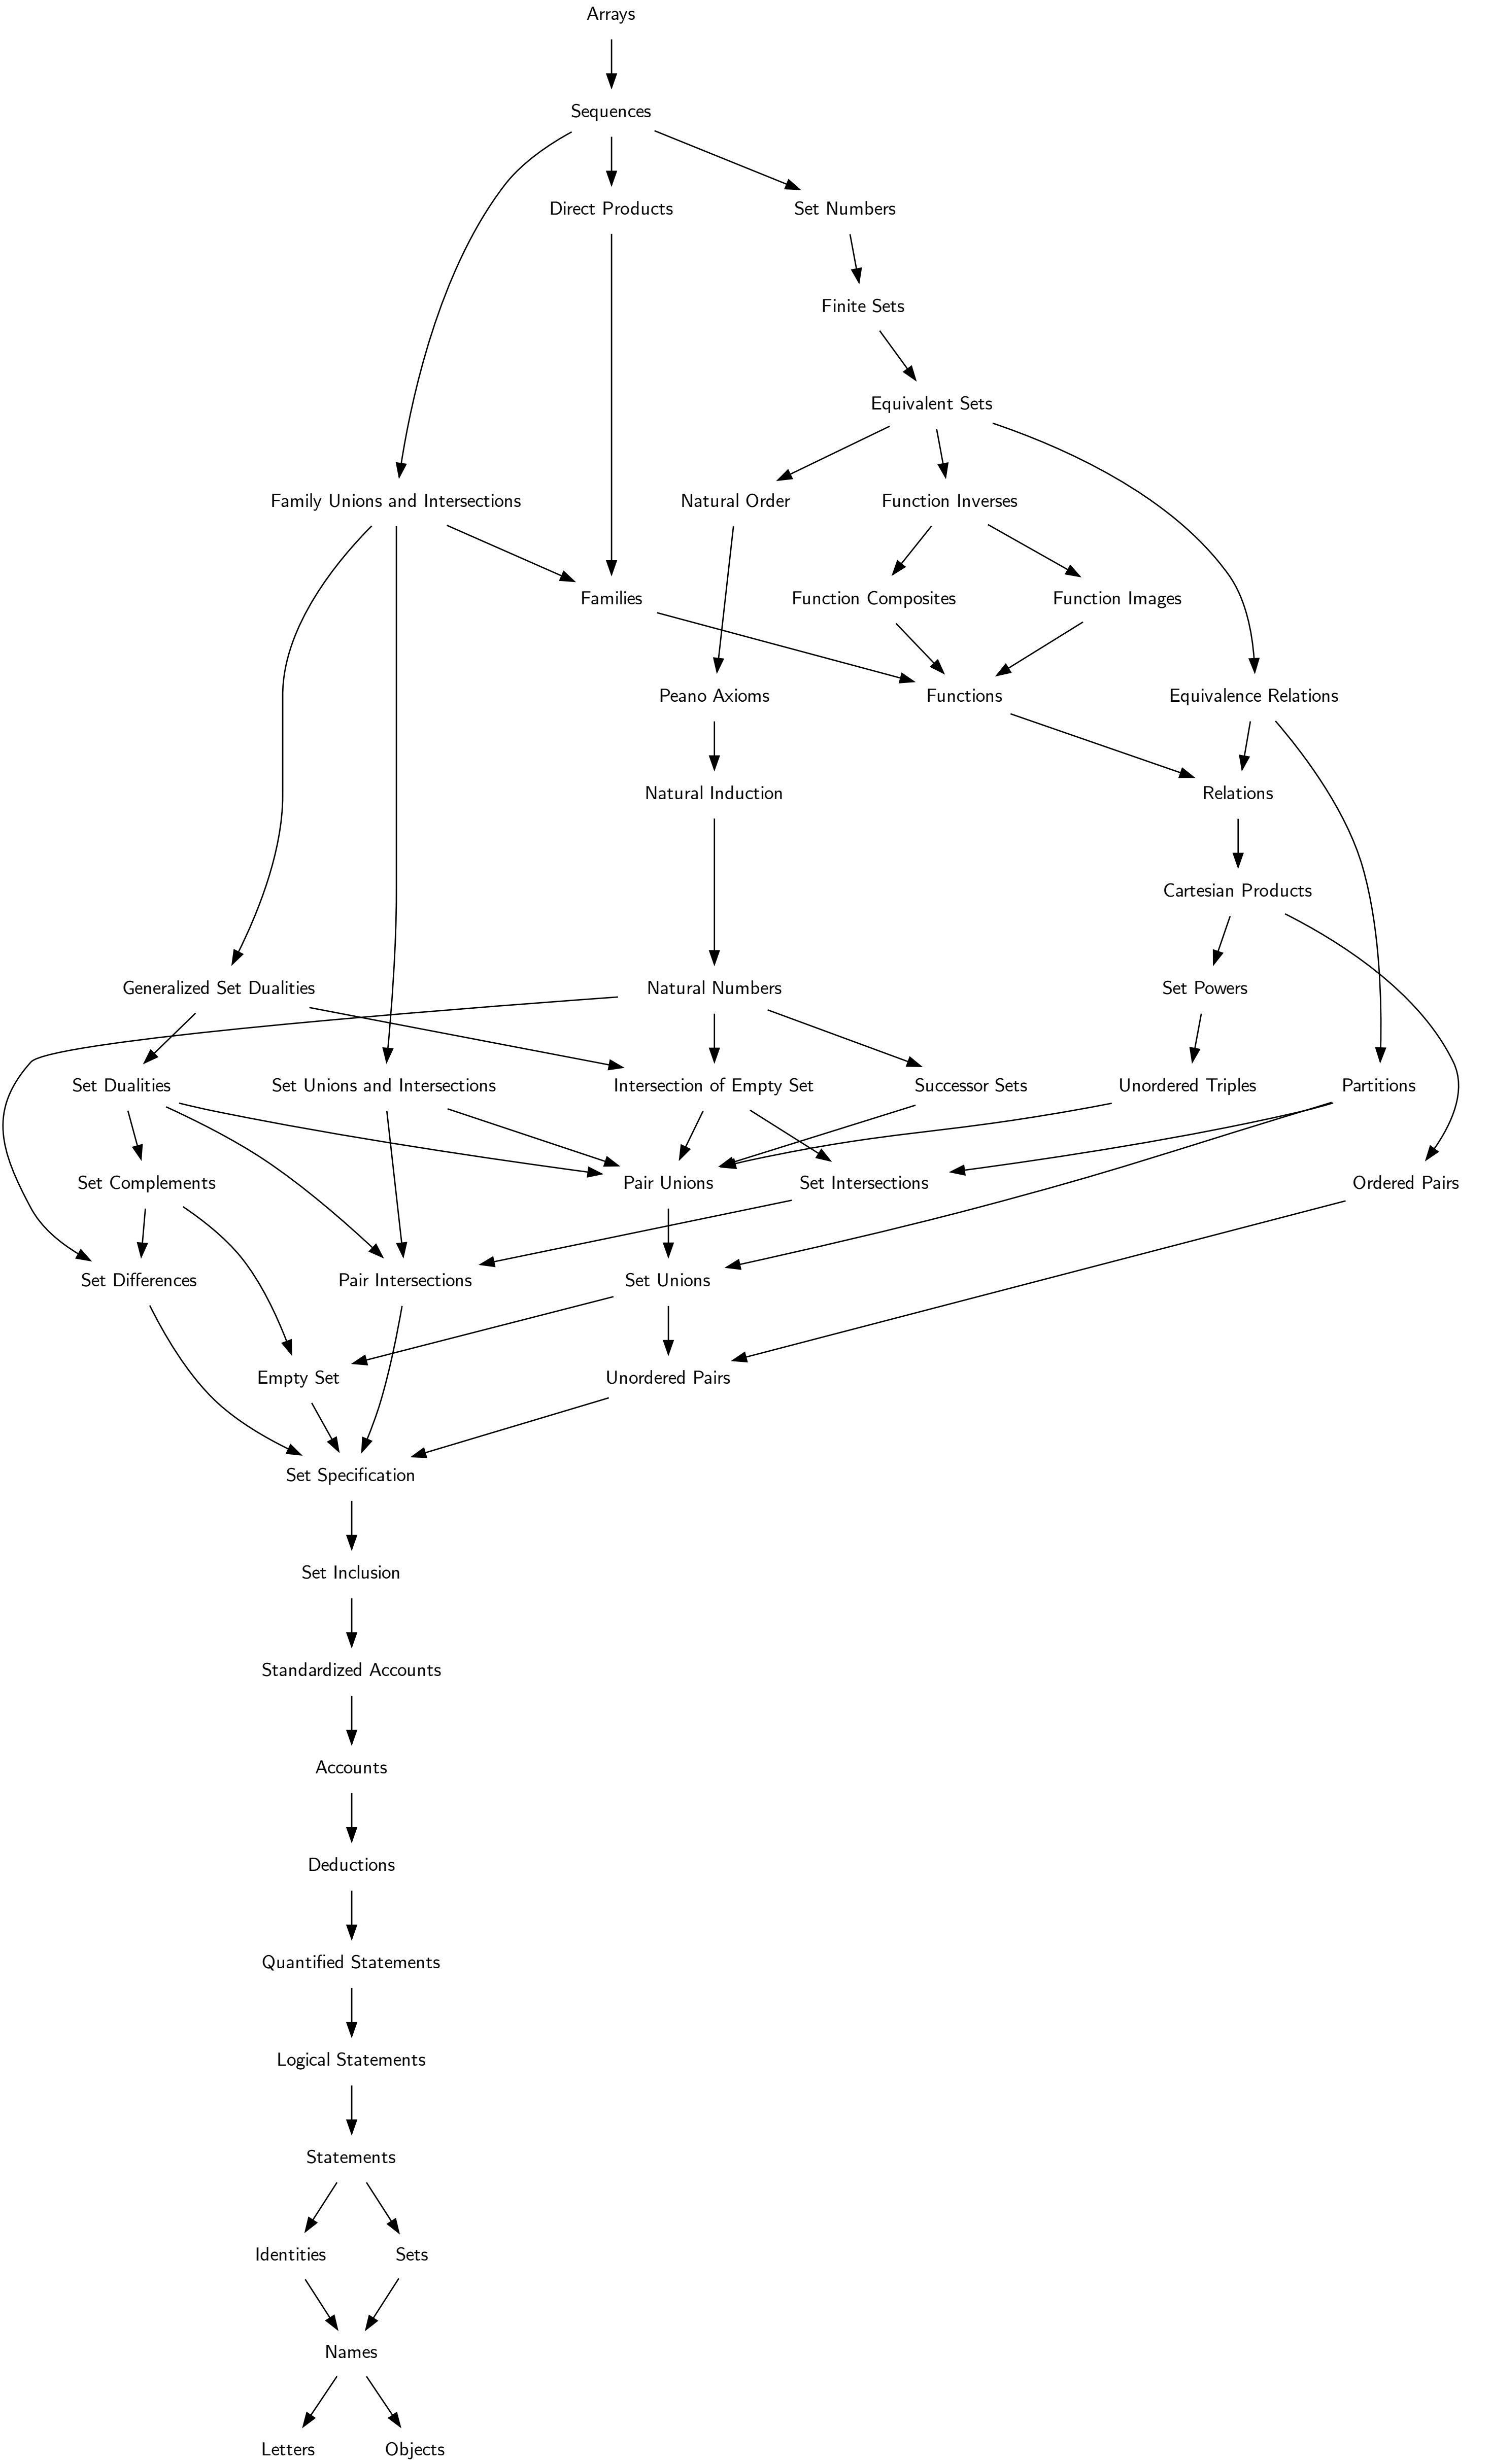 Arrays
Sequences
Direct Products
Set Numbers
Finite Sets
Equivalent Sets
Family Unions and Intersections
Natural Order
Function Inverses
Families
Function Composites
Function Images
Peano Axioms
Functions
Equivalence Relations
Natural Induction
Relations
Cartesian Products
Generalized Set Dualities
Natural Numbers
Set Powers
Set Dualities
Set Unions and Intersections
Intersection of Empty Set
Successor Sets
Unordered Triples
Partitions
Set Complements
Pair Unions
Set Intersections
Ordered Pairs
Set Differences
Pair Intersections
Set Unions
Empty Set
Unordered Pairs
Set Specification
Set Inclusion
Standardized Accounts
Accounts
Deductions
Quantified Statements
Logical Statements
Statements
Identities
Sets
Names
Letters
Objects